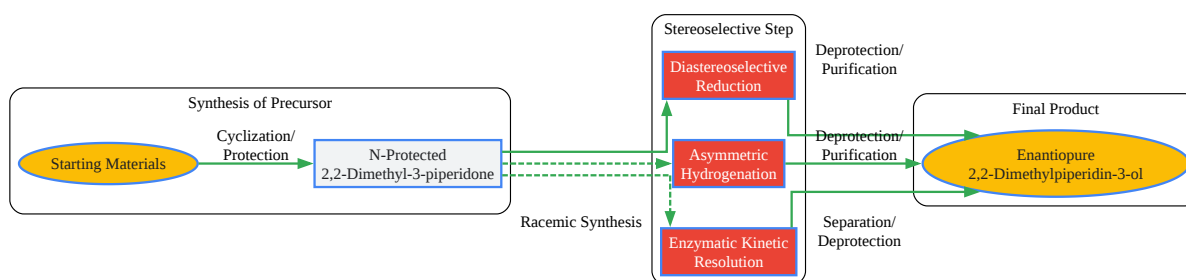 Stereoselective Step
Diastereoselective
Reduction
Deprotection/
Purification
Synthesis of Precursor
Starting Materials
Cyclization/
Protection
N-Protected
2,2-Dimethyl-3-piperidone
Asymmetric
Hydrogenation
Deprotection/
Purification
Final Product
Enantiopure
2,2-Dimethylpiperidin-3-ol
Racemic Synthesis
Enzymatic Kinetic
Resolution
Separation/
Deprotection